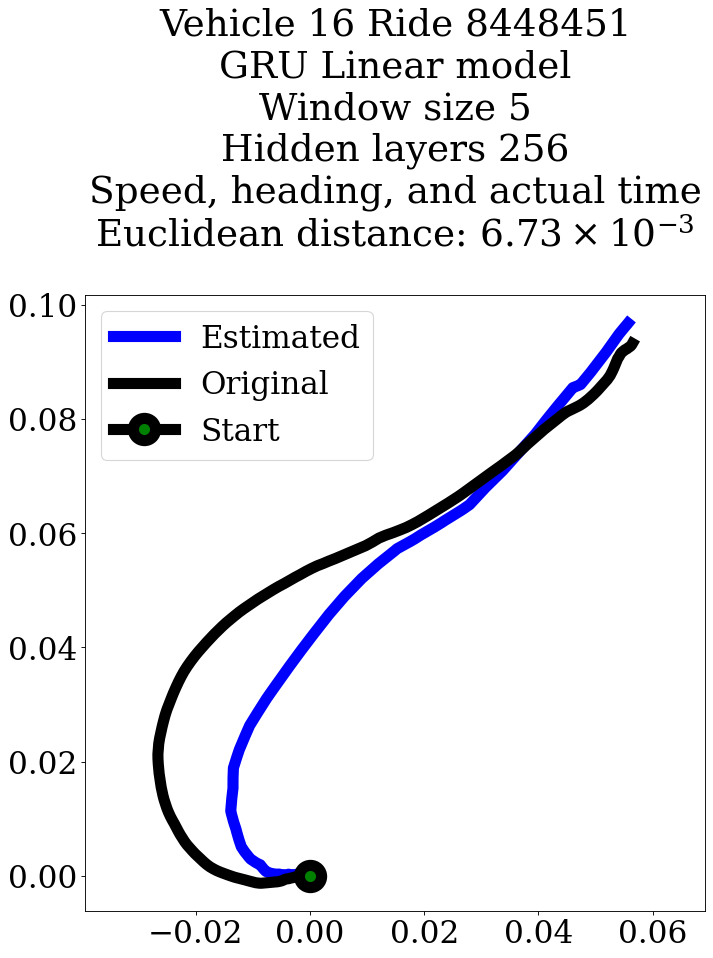 Vehicle 16 Ride 8448451
GRU Linear model
Window size 5
Hidden layers 256
Speed, heading, and actual time
Euclidean distance: 6.73 × 10⁻³
Estimated
Original
Start
0.10
0.08
0.06
0.04
0.02
0.00
−0.02 0.00 0.02 0.04 0.06